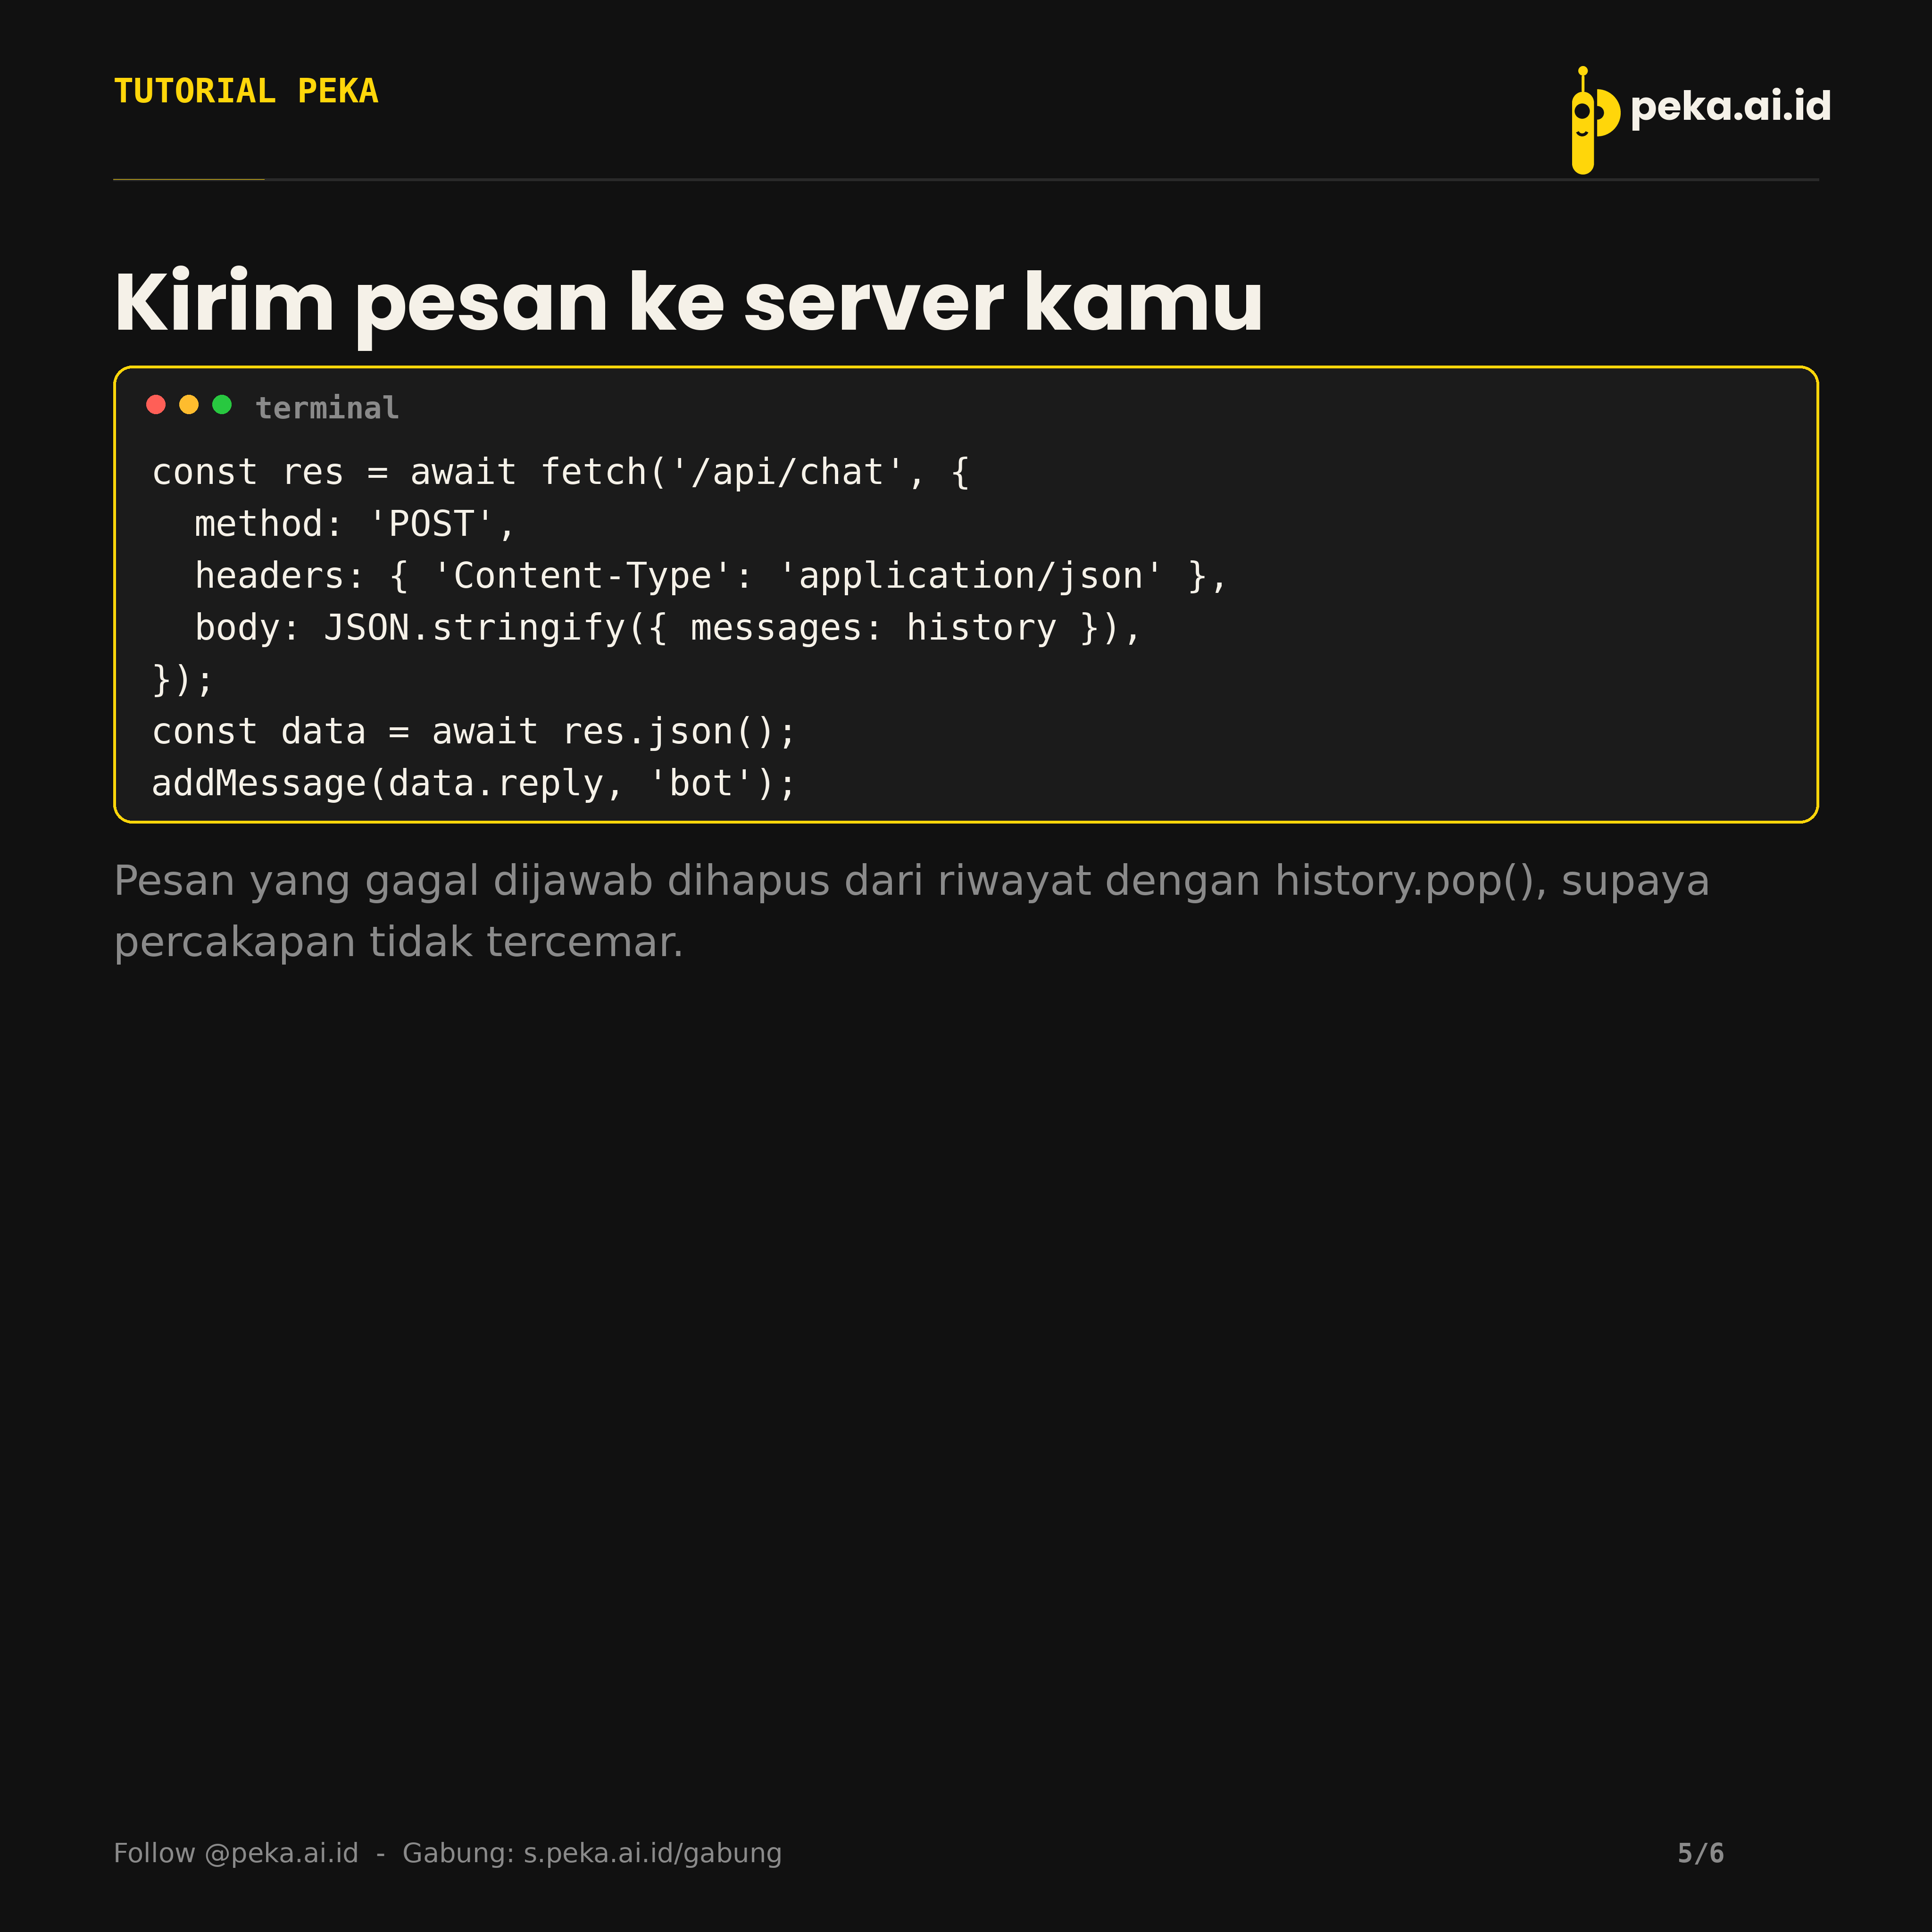 TUTORIAL PEKA
peka.ai.id
Kirim pesan ke server kamu
terminal
const res = await fetch('/api/chat', {
  method: 'POST',
  headers: { 'Content-Type': 'application/json' },
  body: JSON.stringify({ messages: history }),
});
const data = await res.json();
addMessage(data.reply, 'bot');
Pesan yang gagal dijawab dihapus dari riwayat dengan history.pop(), supaya
percakapan tidak tercemar.
Follow @peka.ai.id  -  Gabung: s.peka.ai.id/gabung
5/6